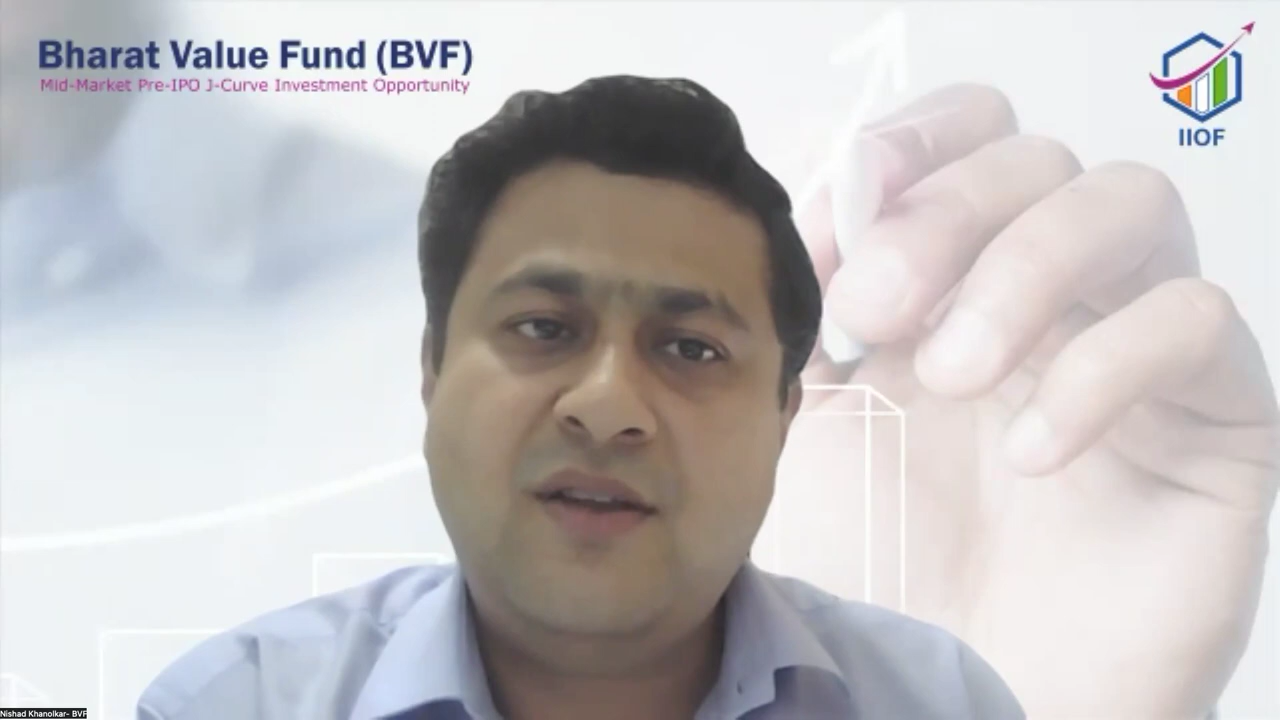 Bharat Value Fund (BVF)
Mid-Market Pre-IPO J-Curve Investment Opportunity
IIOF
Nishad Khanolkar- BVF